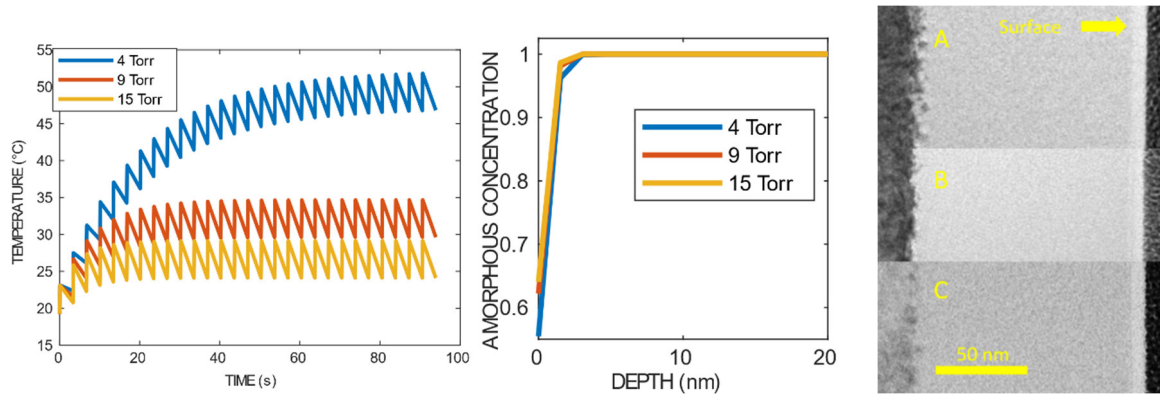 55
50
45
40
35
30
25
20
15
TEMPERATURE (°C)
4 Torr
9 Torr
15 Torr
0
20
40
60
80
100
TIME (s)
AMORPHOUS CONCENTRATION
1
0.9
0.8
0.7
0.6
4 Torr
9 Torr
15 Torr
0
10
20
DEPTH (nm)
A
Surface
B
C
50 nm